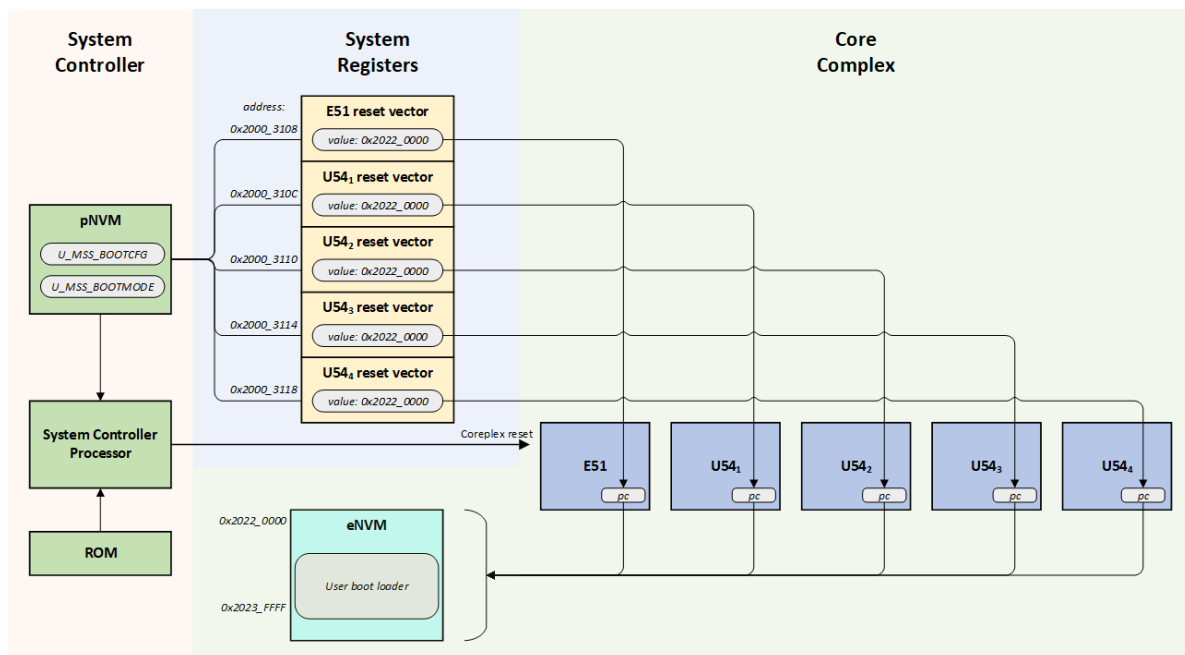 System
Controller
System
Registers
Core
Complex
address:
E51 reset vector
0x2000_3108
value: 0x2022_0000
U54₁ reset vector
0x2000_310C
value: 0x2022_0000
pNVM
U_MSS_BOOTCFG
U_MSS_BOOTMODE
U54₂ reset vector
0x2000_3110
value: 0x2022_0000
U54₃ reset vector
0x2000_3114
value: 0x2022_0000
U54₄ reset vector
0x2000_3118
value: 0x2022_0000
System Controller
Processor
Coreplex reset
E51
pc
U54₁
pc
U54₂
pc
U54₃
pc
U54₄
pc
ROM
0x2022_0000
eNVM
User boot loader
0x2023_FFFF